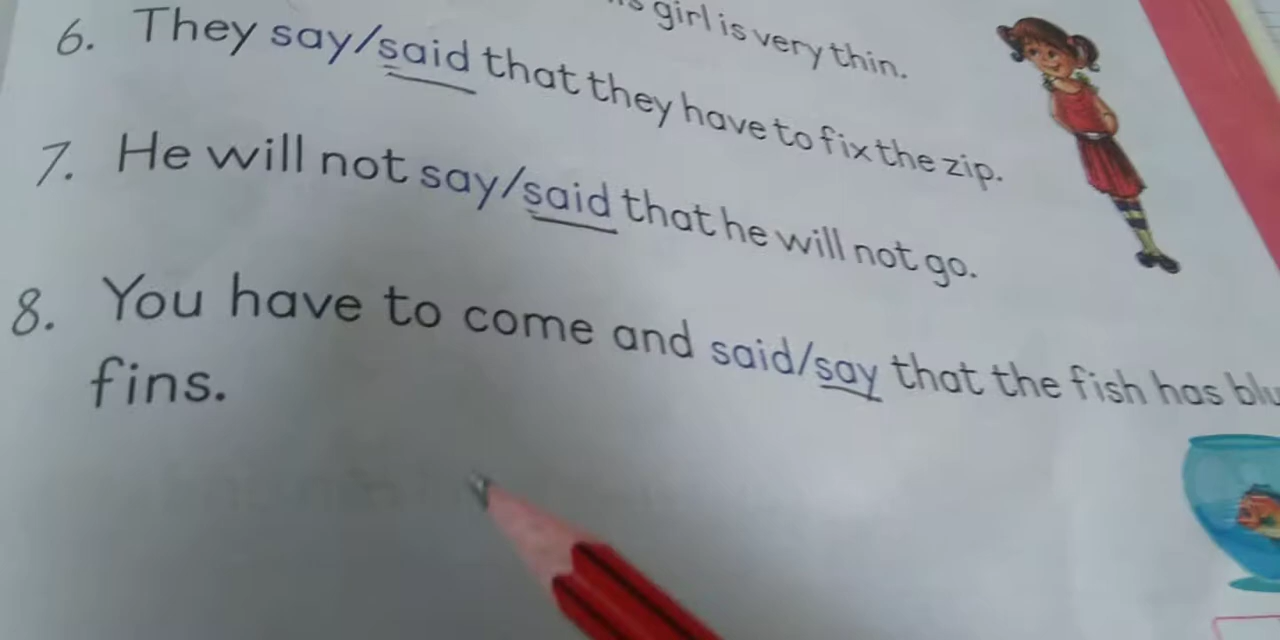 girl is very thin.
6. They say/said that they have to fix the zip.
7. He will not say/said that he will not go.
8. You have to come and said/say that the fish has
fins.